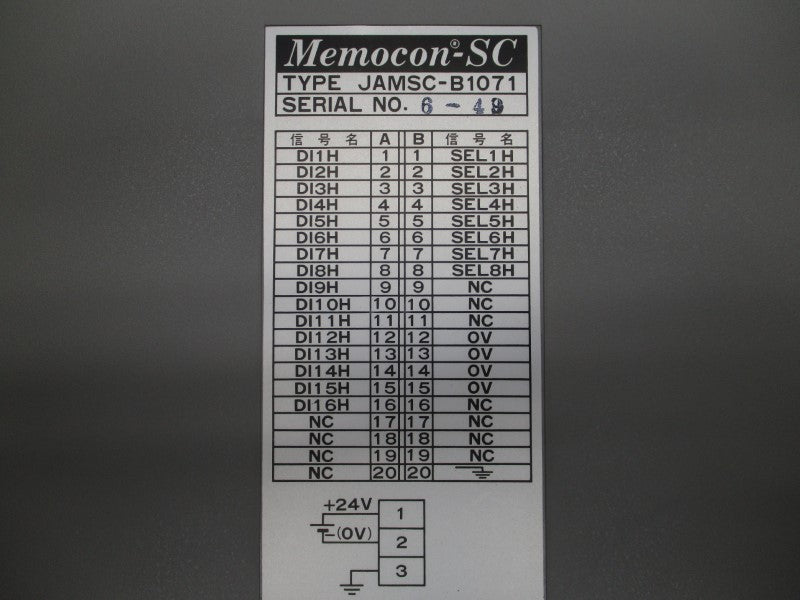 Memocon®-SC
TYPE JAMSC-B1071
SERIAL NO. 6-49
信号名 A B 信号名
DI1H 1 1 SEL1H
DI2H 2 2 SEL2H
DI3H 3 3 SEL3H
DI4H 4 4 SEL4H
DI5H 5 5 SEL5H
DI6H 6 6 SEL6H
DI7H 7 7 SEL7H
DI8H 8 8 SEL8H
DI9H 9 9 NC
DI10H 10 10 NC
DI11H 11 11 NC
DI12H 12 12 0V
DI13H 13 13 0V
DI14H 14 14 0V
DI15H 15 15 0V
DI16H 16 16 NC
NC 17 17 NC
NC 18 18 NC
NC 19 19 NC
NC 20 20
+24V 1
-(0V) 2
3